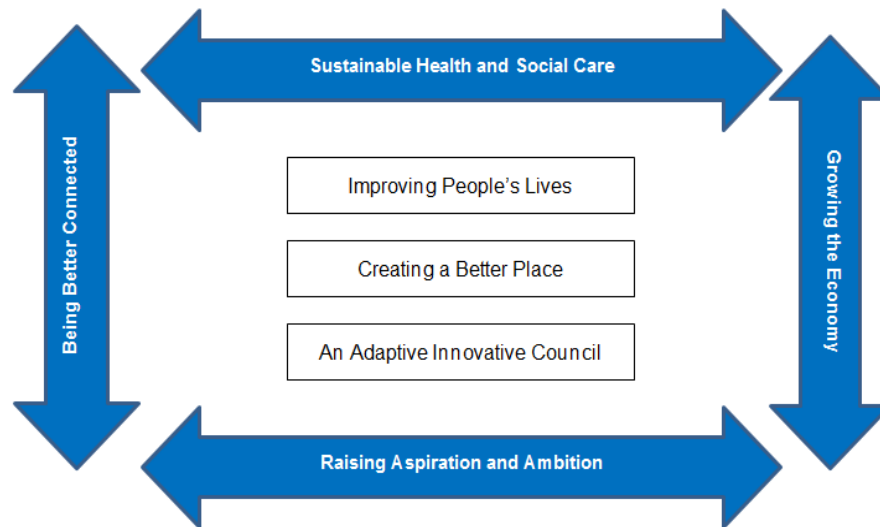 Sustainable Health and Social Care
Being Better Connected
Improving People’s Lives
Creating a Better Place
An Adaptive Innovative Council
Growing the Economy
Raising Aspiration and Ambition